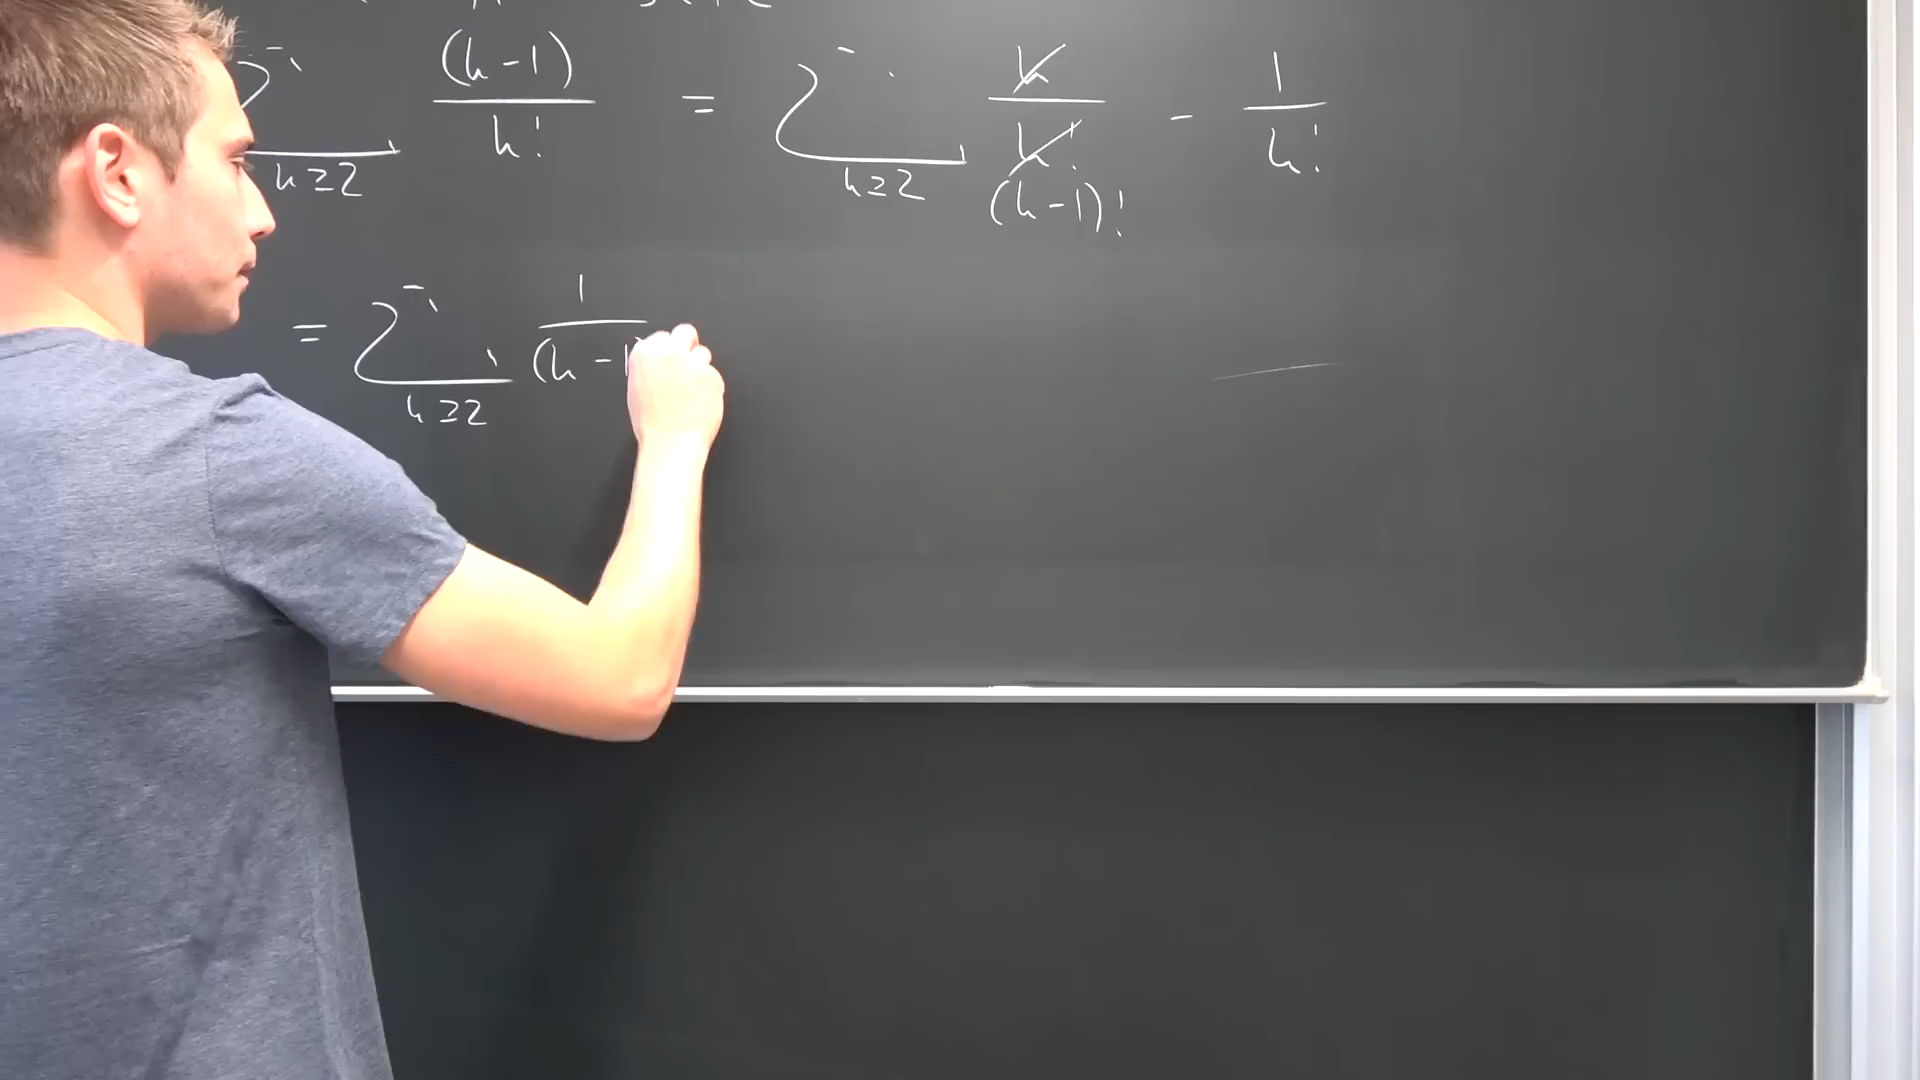 ∑ (k-1)/k! = ∑ k/k! - 1/k!
k≥2 k≥2 (k-1)!
= ∑ 1/(k-1)
k≥2